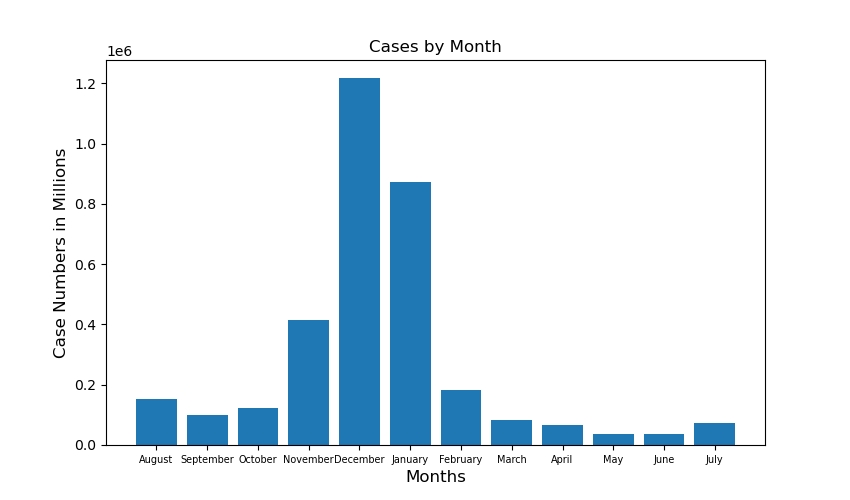 Cases by Month
1e6
Case Numbers in Millions
1.2
1.0
0.8
0.6
0.4
0.2
0.0
August September October November December January February March April May June July
Months